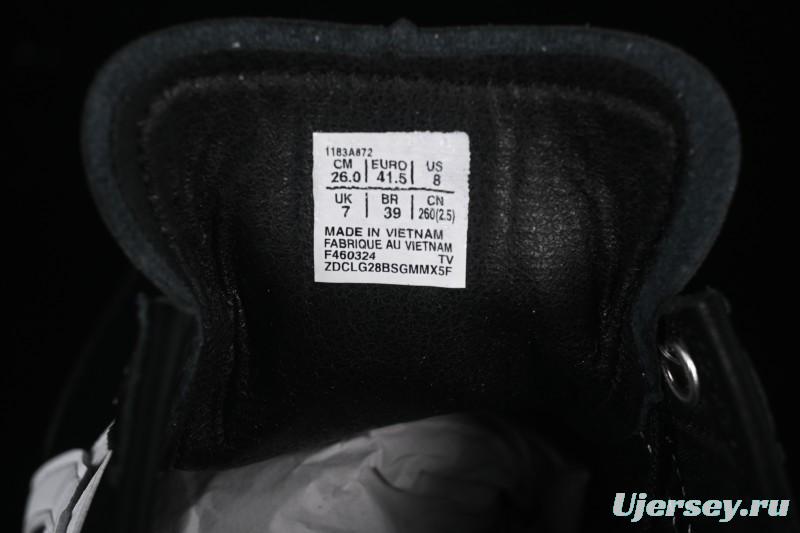 1183A872
CM | EURO | US
26.0 | 41.5 | 8
UK | BR | CN
7 | 39 | 260(2.5)
MADE IN VIETNAM
FABRIQUE AU VIETNAM
F460324 TV
ZDCLG28BSGMMX5F
Ujersey.ru